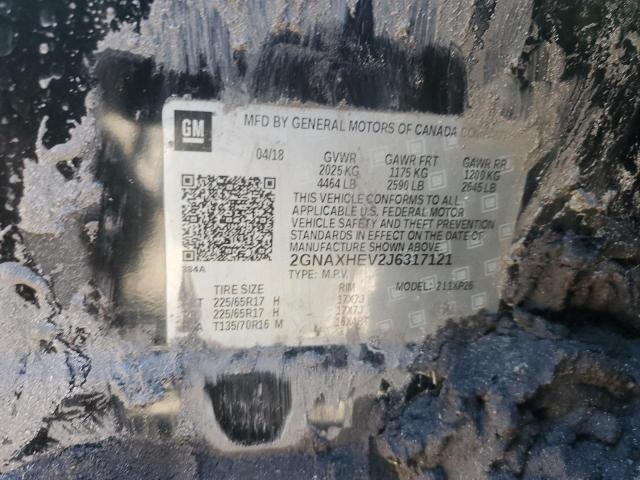 GM
MFD BY GENERAL MOTORS OF CANADA COMPANY
04/18 GVWR GAWR FRT GAWR RR
2025 KG 1175 KG 1200 KG
4464 LB 2590 LB 2645 LB
THIS VEHICLE CONFORMS TO ALL
APPLICABLE U.S. FEDERAL MOTOR
VEHICLE SAFETY AND THEFT PREVENTION
STANDARDS IN EFFECT ON THE DATE OF
MANUFACTURE SHOWN ABOVE.
384A
2GNAXHEV2J6317121
TYPE: M.P.V. MODEL: 211XP26
TIRE SIZE RIM
T 225/65R17 H 17X7J
225/65R17 H 17X7J
A T135/70R16 M